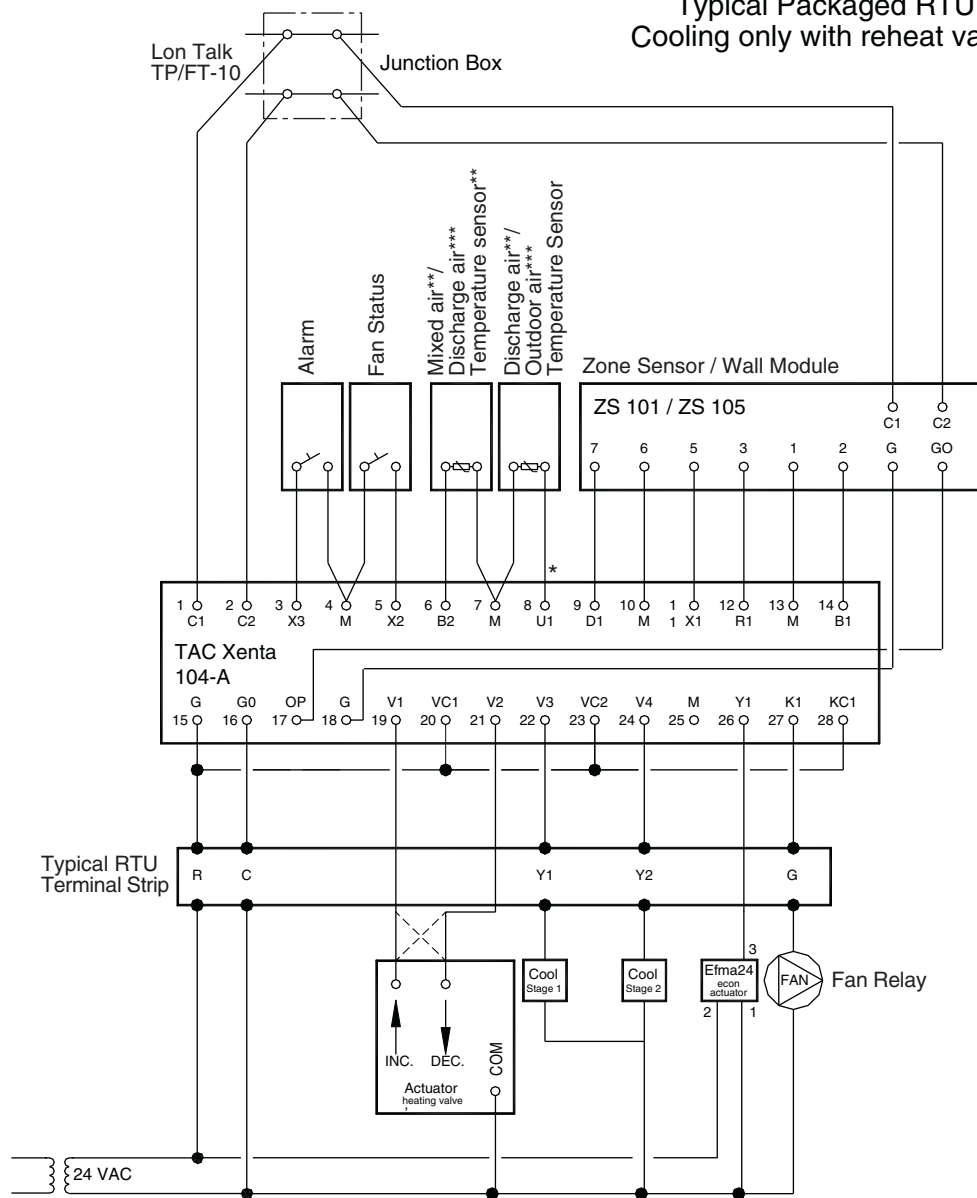 Typical Packaged RTU
Cooling only with reheat va
Lon Talk
TP/FT-10
Junction Box
Alarm
Fan Status
Mixed air**/
Discharge air***
Temperature sensor**
Discharge air**/
Outdoor air***
Temperature Sensor
Zone Sensor / Wall Module
ZS 101 / ZS 105
C1 C2
7 6 5 3 1 2 G GO
*
1 2 3 4 5 6 7 8 9 10 1 12 13 14
C1 C2 X3 M X2 B2 M U1 D1 M 1 X1 R1 M B1
TAC Xenta
104-A
G G0 OP G V1 VC1 V2 V3 VC2 V4 M Y1 K1 KC1
15 16 17 18 19 20 21 22 23 24 25 26 27 28
Typical RTU
Terminal Strip
R C Y1 Y2 G
Cool
Stage 1
Cool
Stage 2
3
Efma24
econ
actuator
2 1
FAN
Fan Relay
INC. DEC. COM
Actuator
heating valve
,
24 VAC